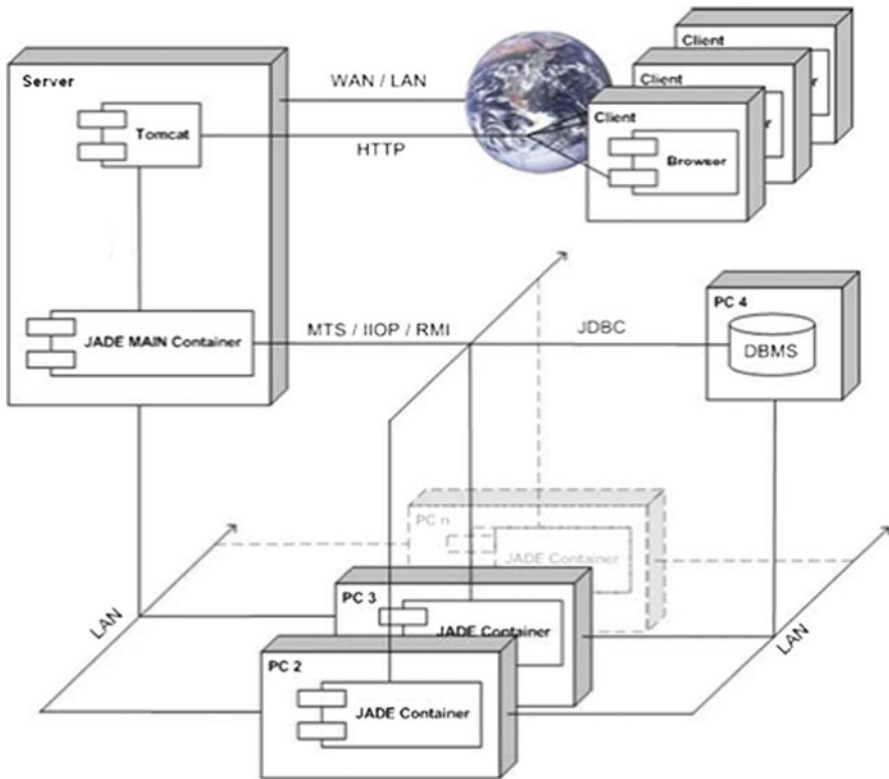 Client
Client
Server
WAN / LAN
Client
Tomcat
HTTP
Browser
PC 4
MTS / IIOP / RMI
JDBC
JADE MAIN Container
DBMS
PC n
JADE Container
PC 3
LAN
JADE Container
LAN
PC 2
JADE Container